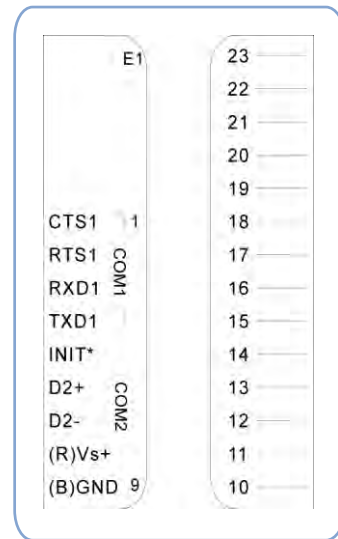 E1
CTS1 1
RTS1
RXD1
TXD1
INIT*
D2+
D2-
(R)Vs+
(B)GND 9
COM1
COM2
23
22
21
20
19
18
17
16
15
14
13
12
11
10